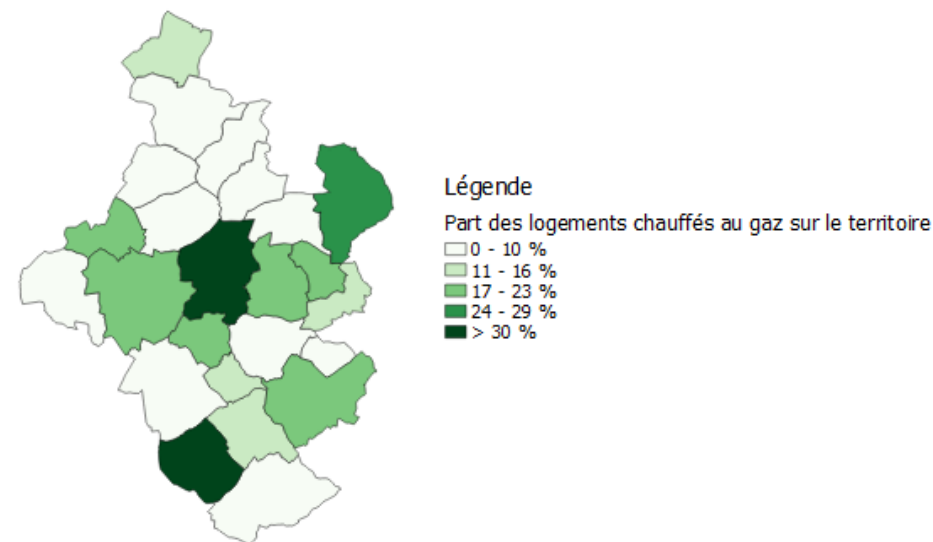 Légende
Part des logements chauffés au gaz sur le territoire
0 - 10 %
11 - 16 %
17 - 23 %
24 - 29 %
> 30 %